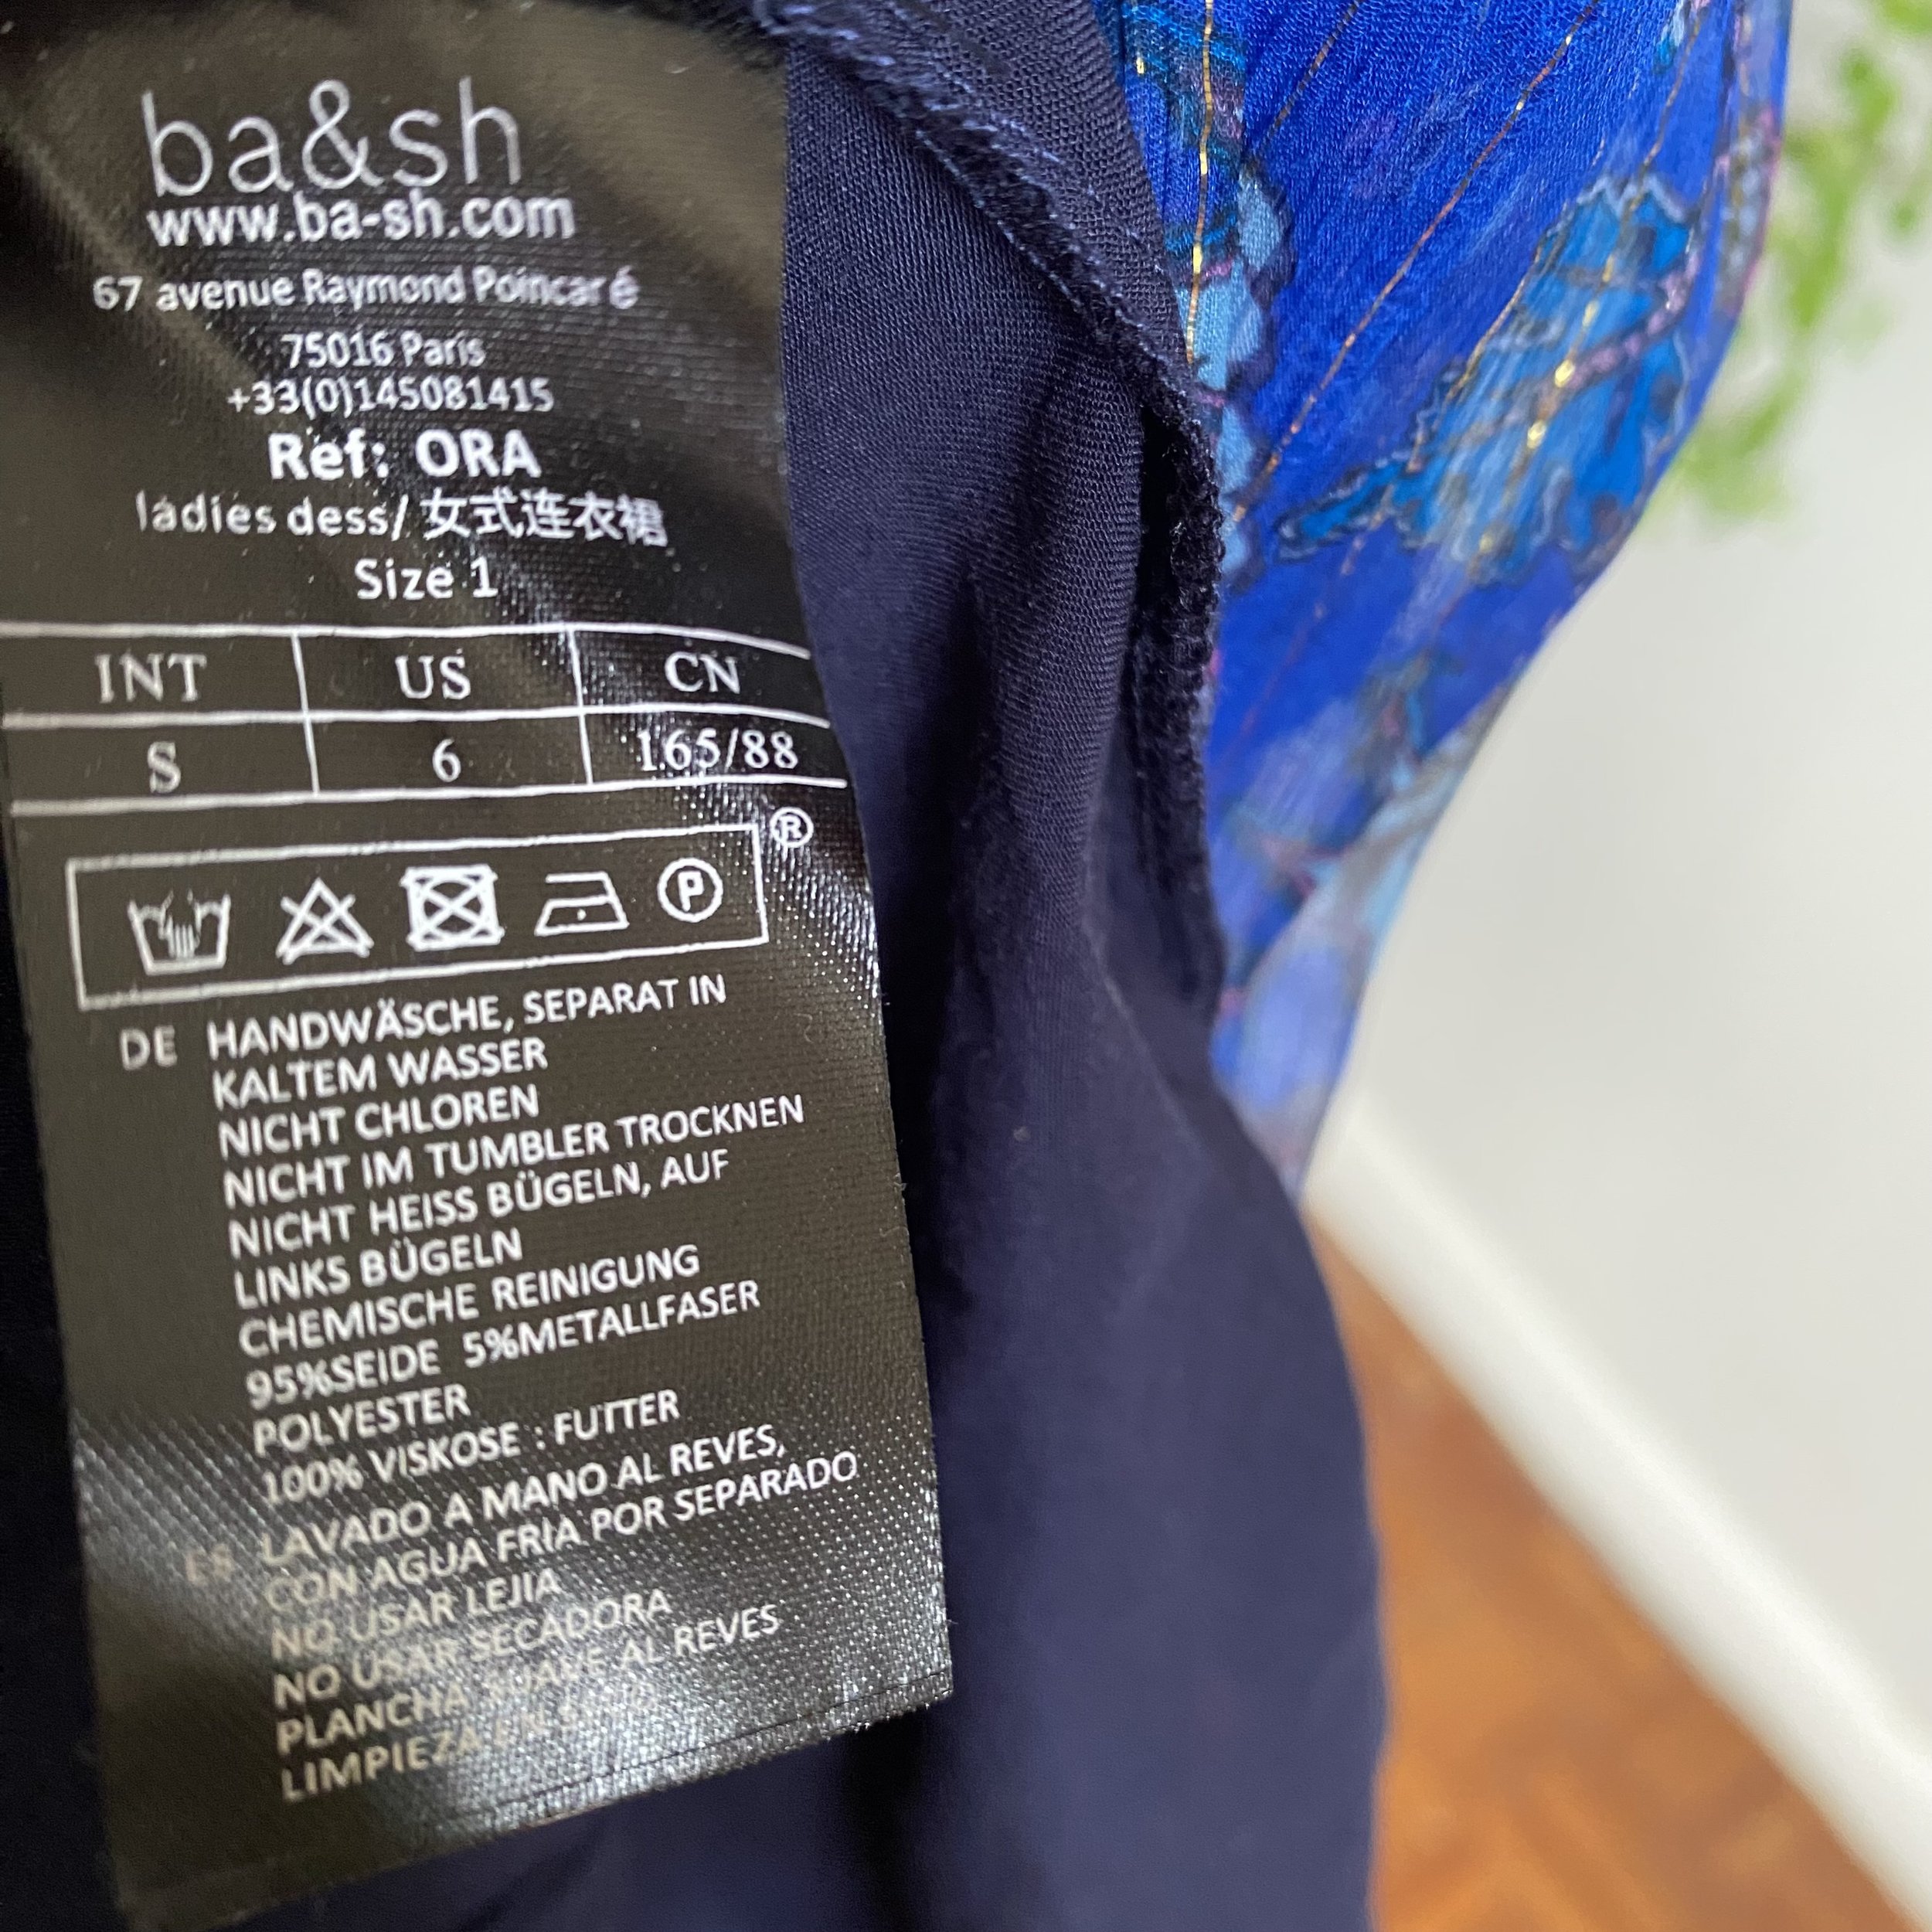 ba&sh
www.ba-sh.com
67 avenue Raymond Poincaré
75016 Paris
+33(0)145081415
Ref: ORA
ladies dess/ 女式连衣裙
Size 1
INT US CN
S 6 165/88
®
P
DE HANDWÄSCHE, SEPARAT IN
KALTEM WASSER
NICHT CHLOREN
NICHT IM TUMBLER TROCKNEN
NICHT HEISS BÜGELN, AUF
LINKS BÜGELN
CHEMISCHE REINIGUNG
95%SEIDE 5%METALLFASER
POLYESTER
100% VISKOSE : FUTTER
ES LAVADO A MANO AL REVES,
CON AGUA FRIA POR SEPARADO
NO USAR LEJIA
NO USAR SECADORA
PLANCHA SUAVE AL REVES
LIMPIEZA EN